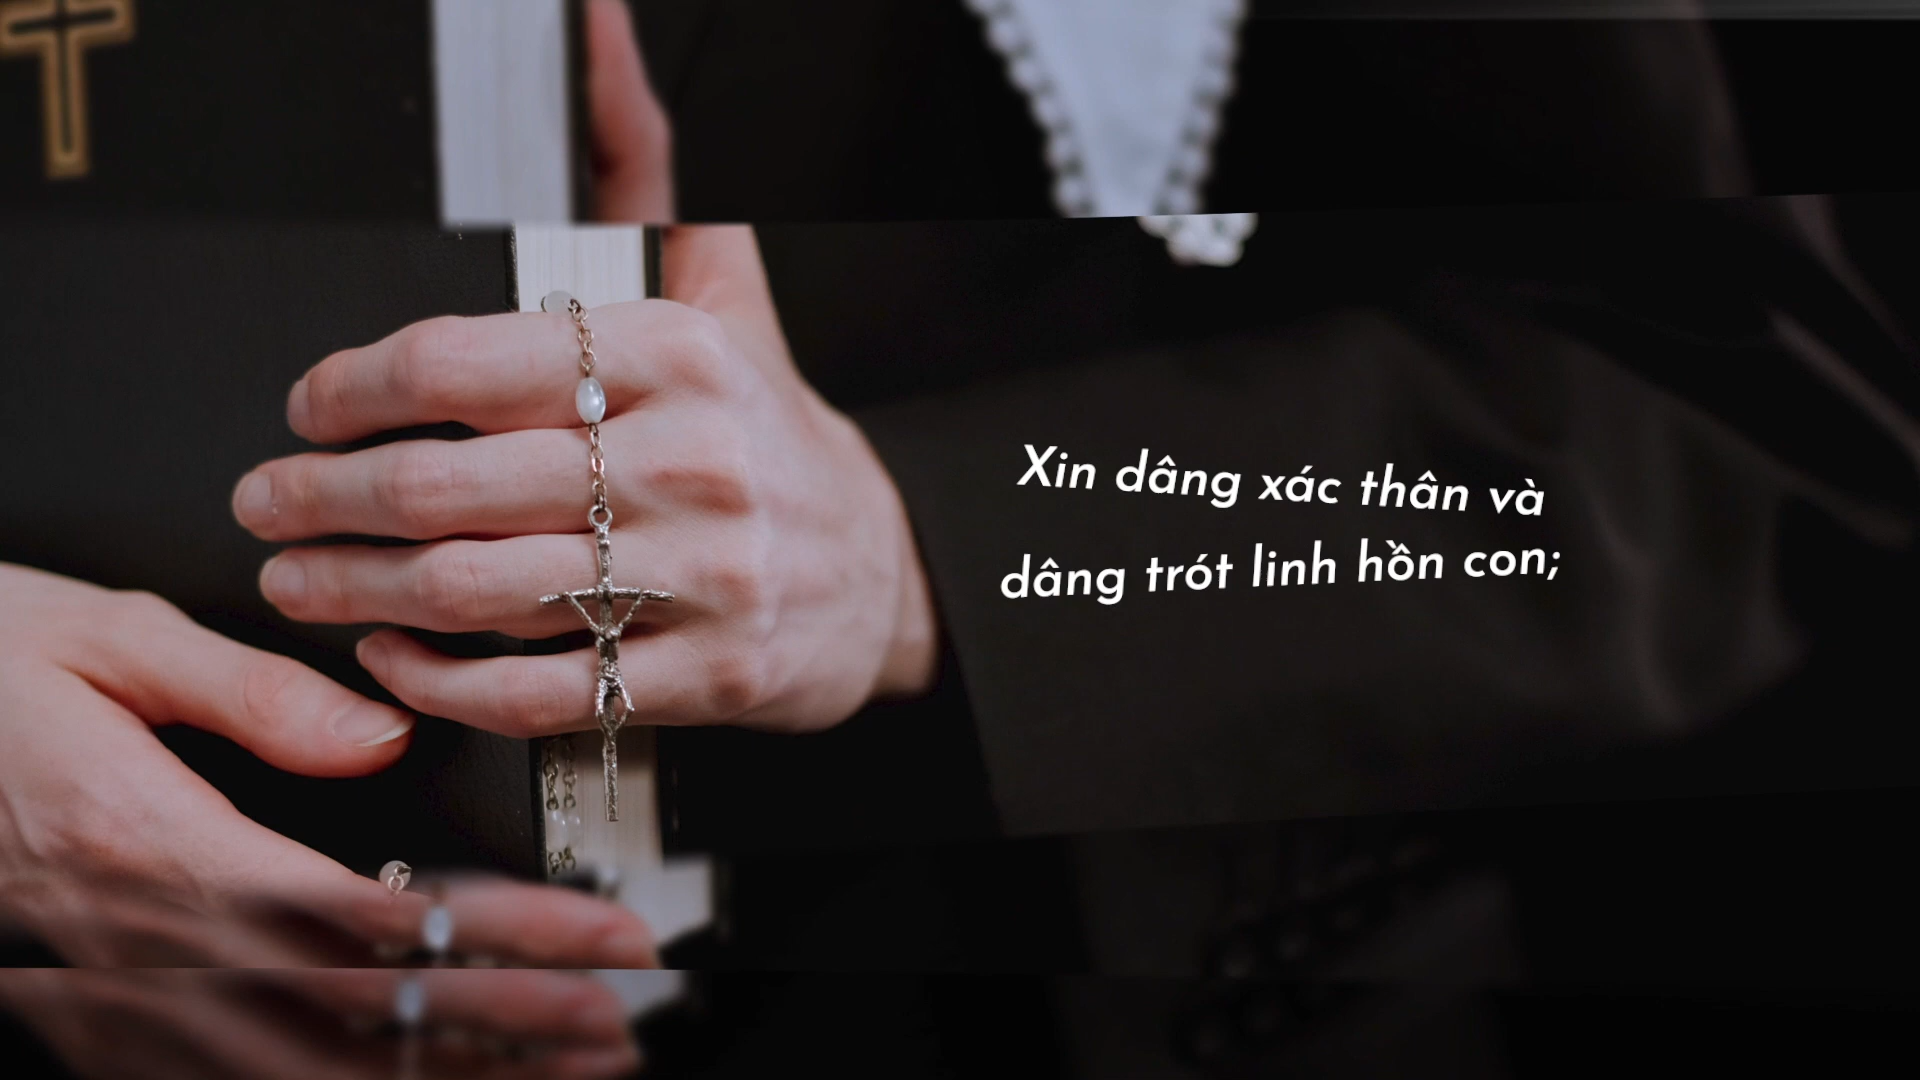 Xin dâng xác thân và
dâng trót linh hồn con;